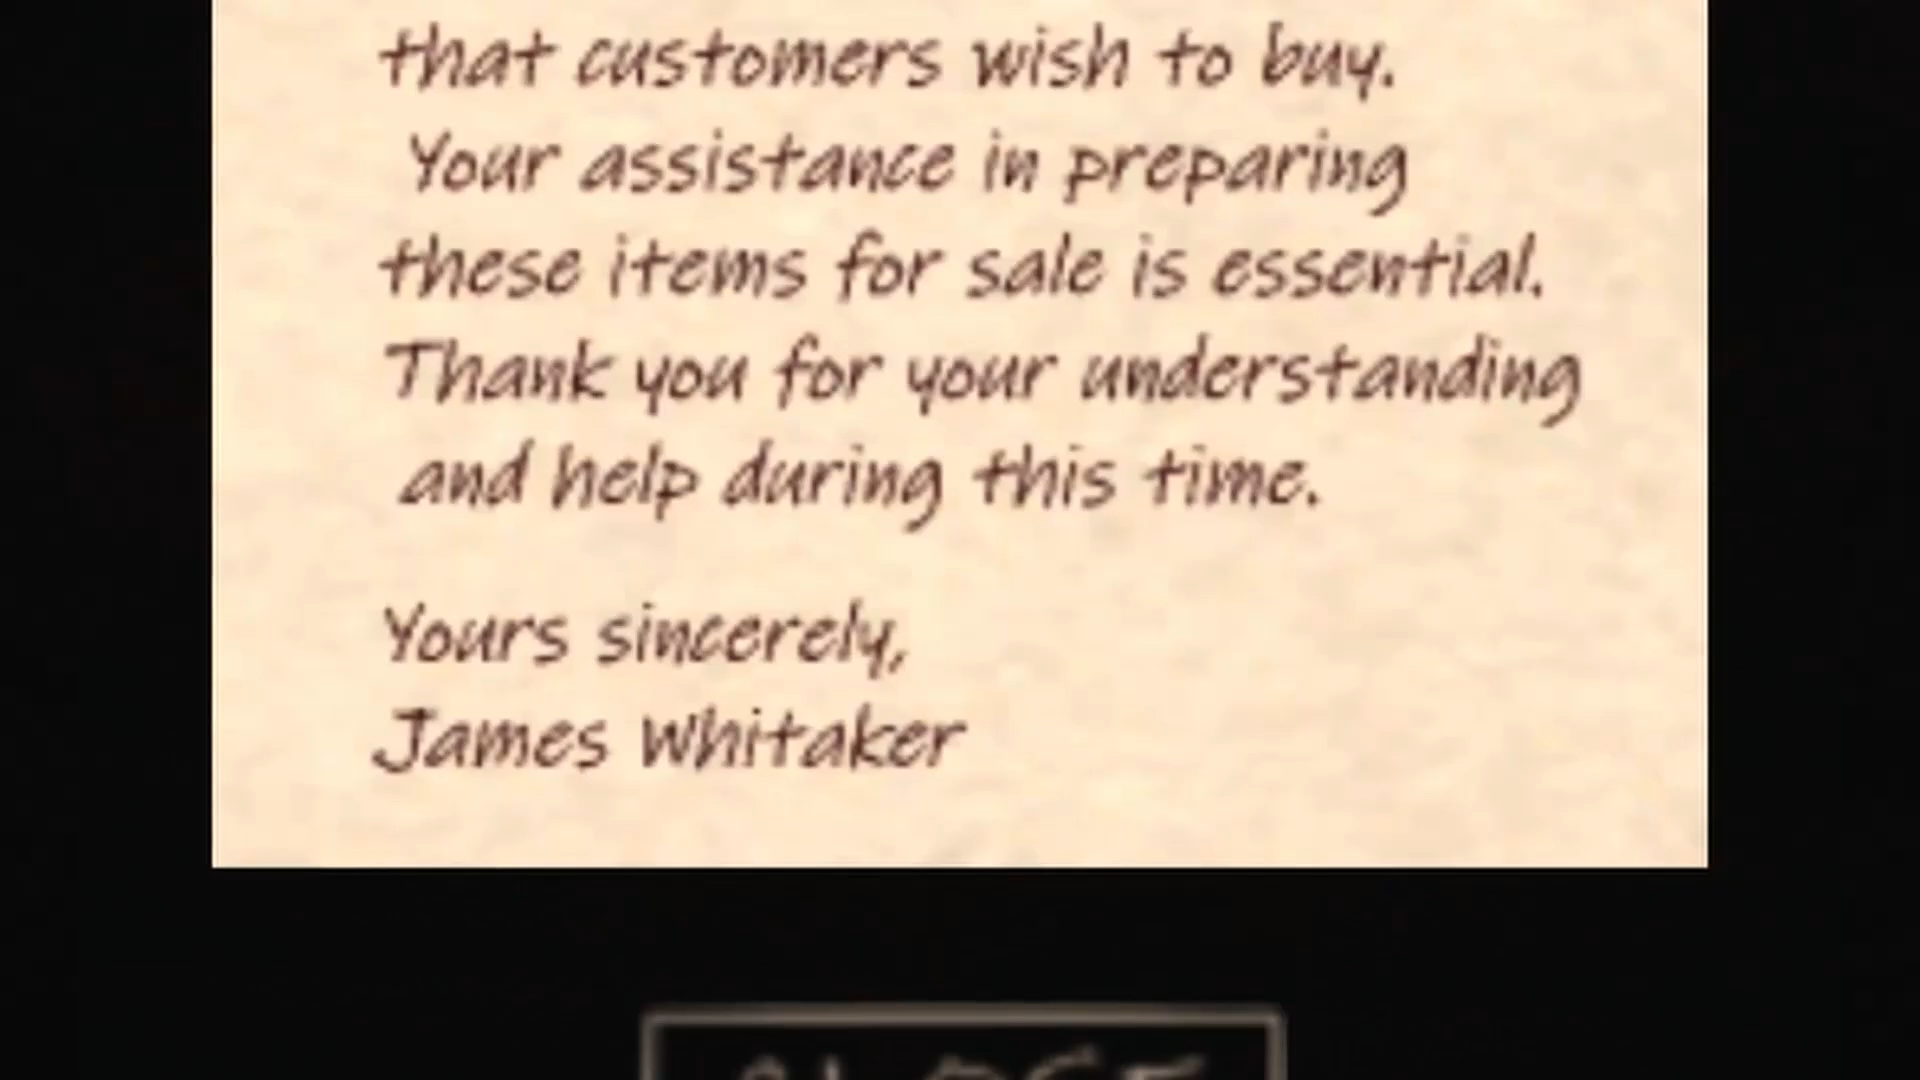 that customers wish to buy.
Your assistance in preparing
these items for sale is essential.
Thank you for your understanding
and help during this time.
Yours sincerely,
James Whitaker
CLOSE